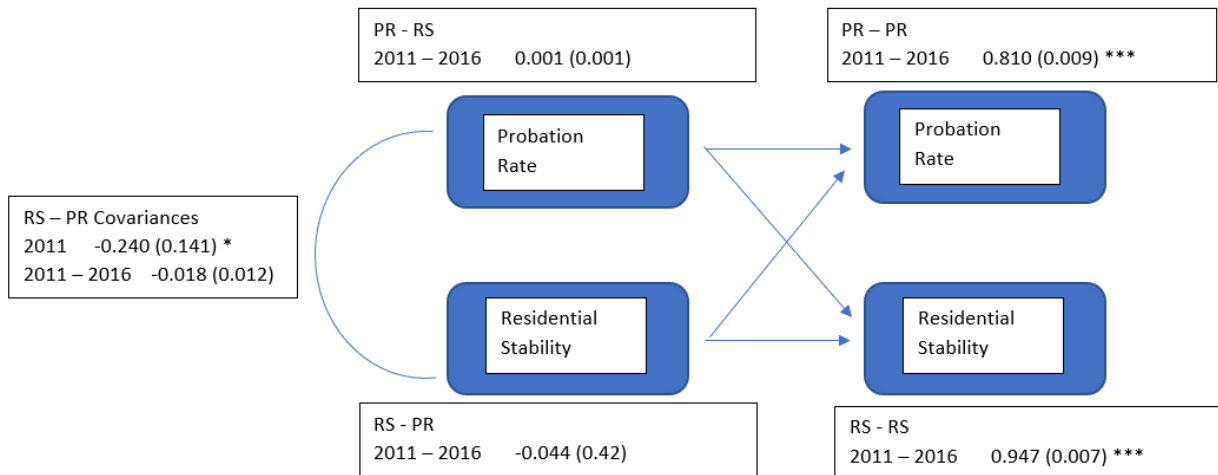 PR - RS
2011 – 2016 0.001 (0.001)
PR – PR
2011 – 2016 0.810 (0.009) ***
Probation
Rate
Probation
Rate
RS – PR Covariances
2011 -0.240 (0.141) *
2011 – 2016 -0.018 (0.012)
Residential
Stability
Residential
Stability
RS - PR
2011 – 2016 -0.044 (0.42)
RS - RS
2011 – 2016 0.947 (0.007) ***